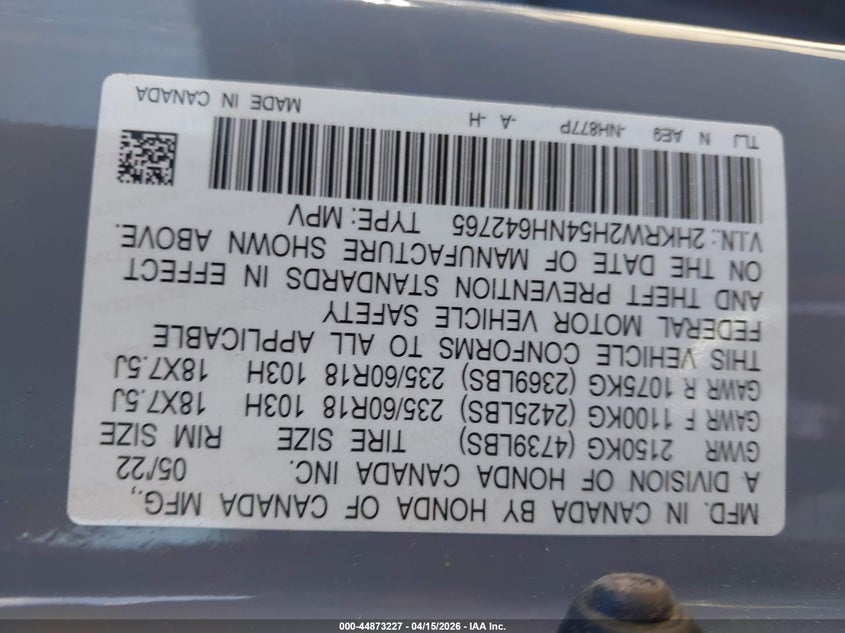 MFD. IN CANADA BY HONDA OF CANADA MFG.,
A DIVISION OF HONDA CANADA INC. 05/22
GVWR 2150KG (4739LBS) TIRE SIZE RIM SIZE
GAWR F 1100KG (2425LBS) 235/60R18 103H 18X7.5J
GAWR R 1075KG (2369LBS) 235/60R18 103H 18X7.5J
THIS VEHICLE CONFORMS TO ALL APPLICABLE
FEDERAL MOTOR VEHICLE SAFETY
AND THEFT PREVENTION STANDARDS IN EFFECT
ON THE DATE OF MANUFACTURE SHOWN ABOVE.
V.I.N.: 2HKRW2H54NH642765 TYPE: MPV
TLJ N AE9 -NH877P -A -H MADE IN CANADA
000-44873227 - 04/15/2026 - IAA Inc.